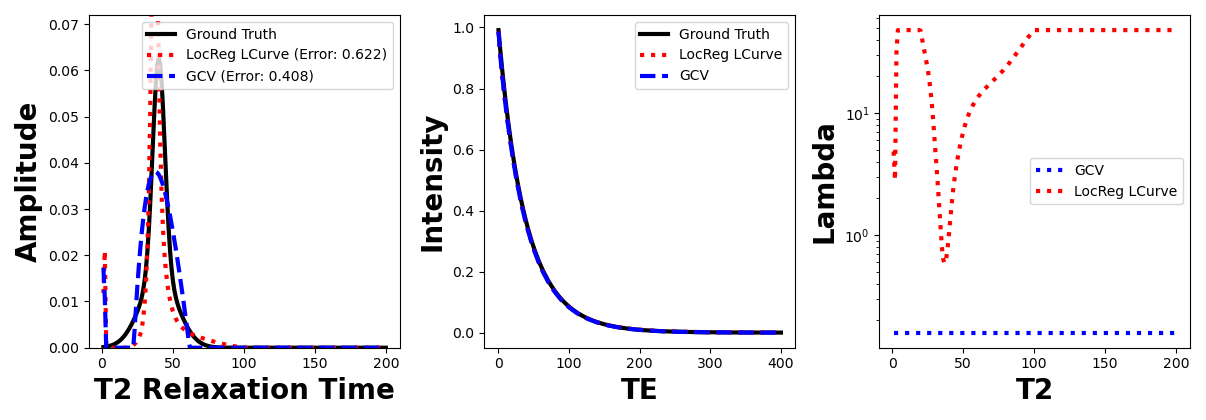 0.07
0.06
0.05
0.04
0.03
0.02
0.01
0.00
Amplitude
Ground Truth
LocReg LCurve (Error: 0.622)
GCV (Error: 0.408)
0
50
100
150
200
T2 Relaxation Time
1.0
0.8
0.6
0.4
0.2
0.0
Intensity
Ground Truth
LocReg LCurve
GCV
0
100
200
300
400
TE
10¹
10⁰
Lambda
GCV
LocReg LCurve
0
50
100
150
200
T2